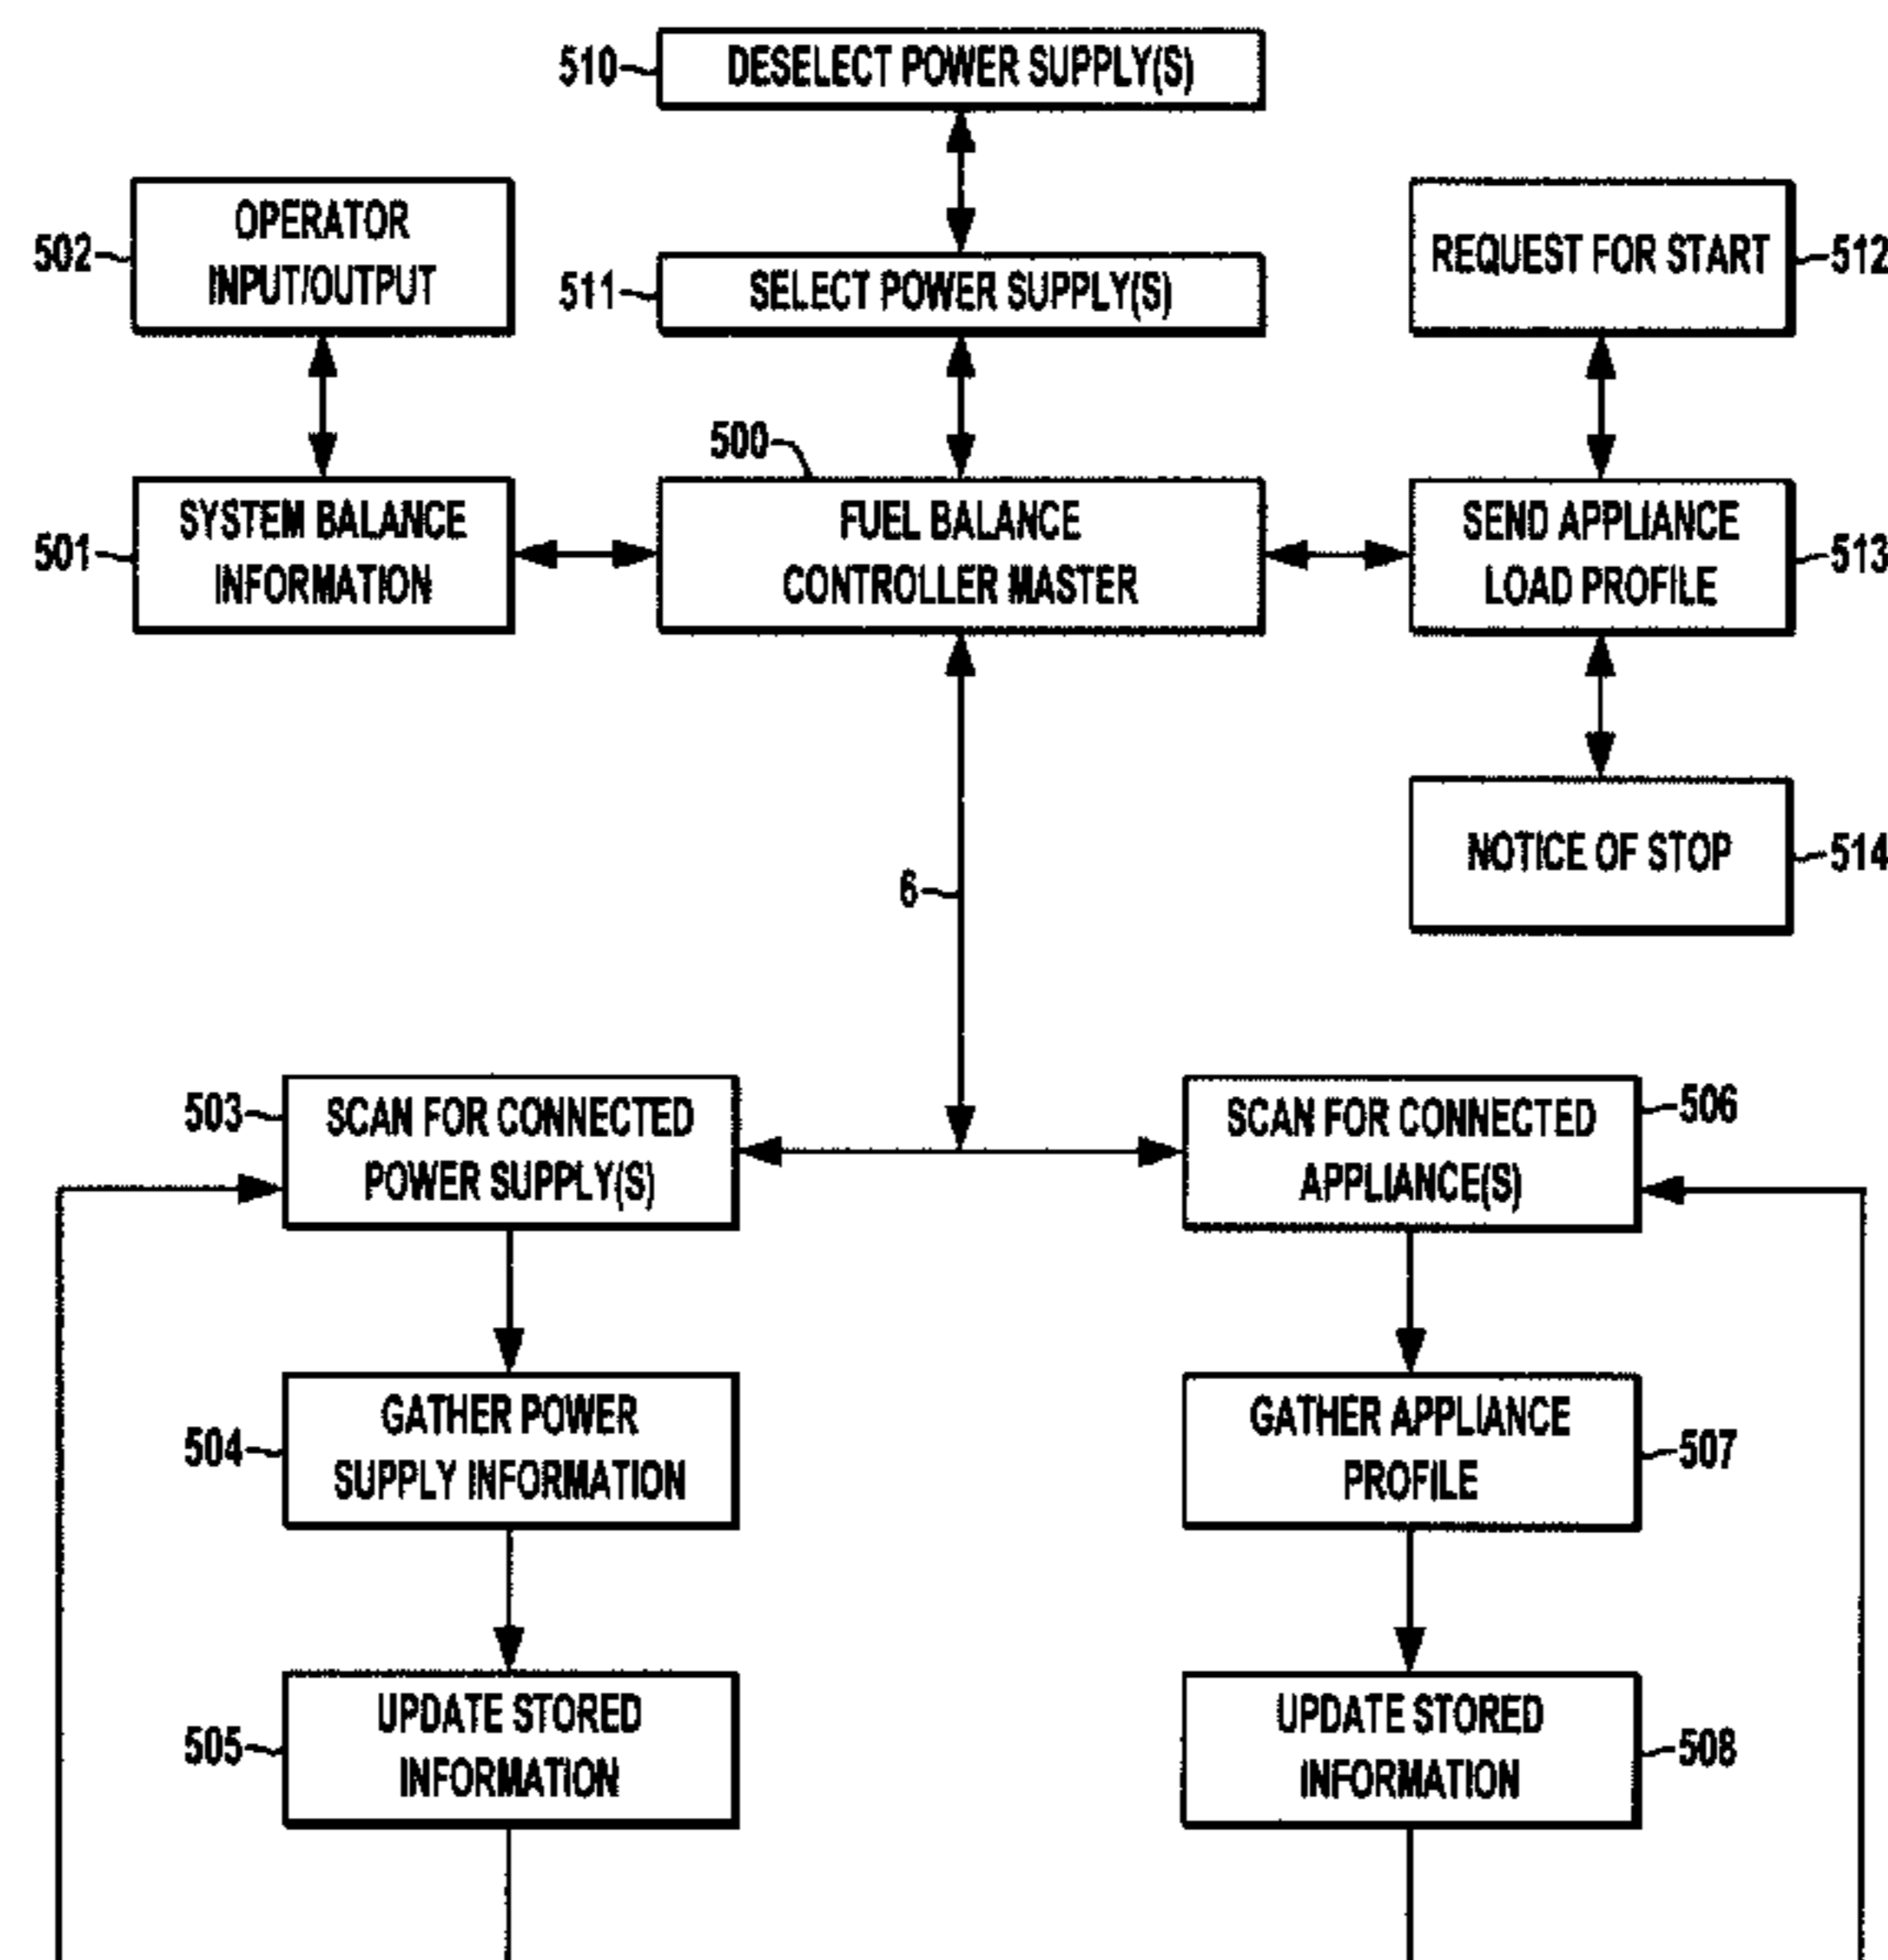 510
DESELECT POWER SUPPLY(S)
502
OPERATOR
INPUT/OUTPUT
511
SELECT POWER SUPPLY(S)
REQUEST FOR START
512
500
501
SYSTEM BALANCE
INFORMATION
FUEL BALANCE
CONTROLLER MASTER
SEND APPLIANCE
LOAD PROFILE
513
6
NOTICE OF STOP
514
503
SCAN FOR CONNECTED
POWER SUPPLY(S)
SCAN FOR CONNECTED
APPLIANCE(S)
506
504
GATHER POWER
SUPPLY INFORMATION
GATHER APPLIANCE
PROFILE
507
505
UPDATE STORED
INFORMATION
UPDATE STORED
INFORMATION
508